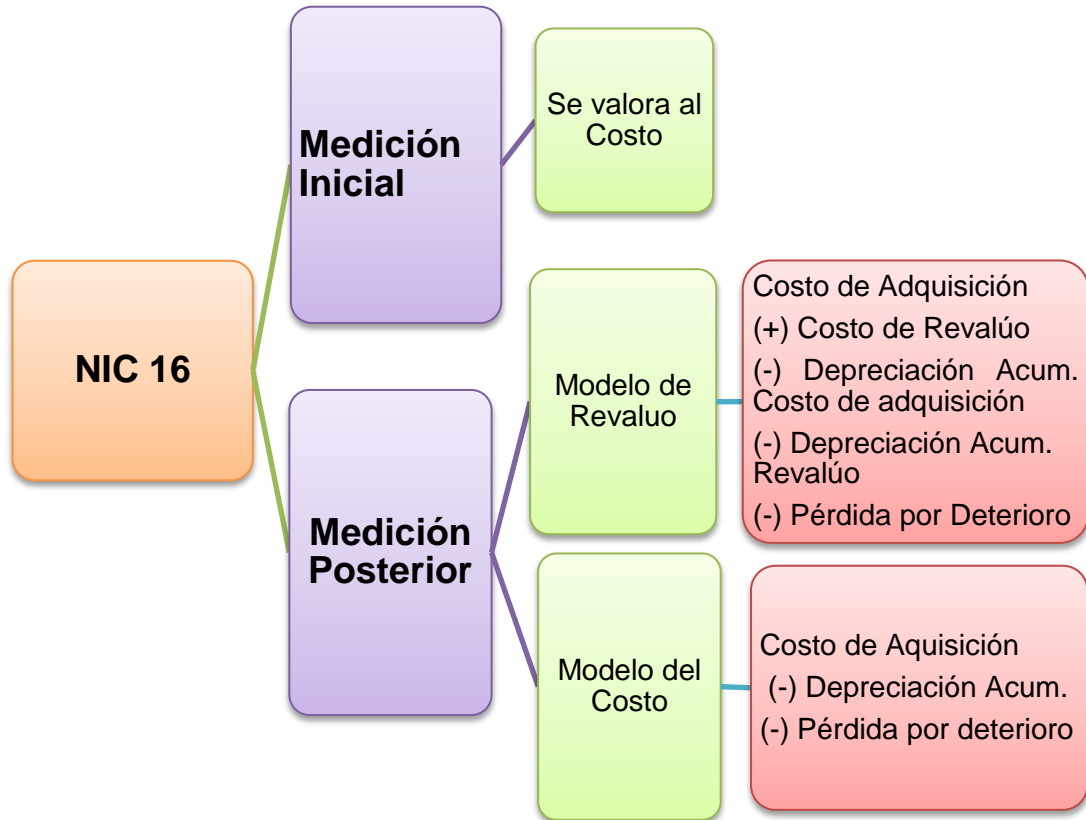 NIC 16
Medición
Inicial
Se valora al
Costo
Medición
Posterior
Modelo de
Revaluo
Costo de Adquisición
(+) Costo de Revalúo
(-) Depreciación Acum.
Costo de adquisición
(-) Depreciación Acum.
Revalúo
(-) Pérdida por Deterioro
Modelo del
Costo
Costo de Aquisición
(-) Depreciación Acum.
(-) Pérdida por deterioro